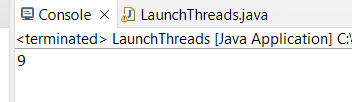 Console LaunchThreads.java
<terminated> LaunchThreads [Java Application] C:\
9